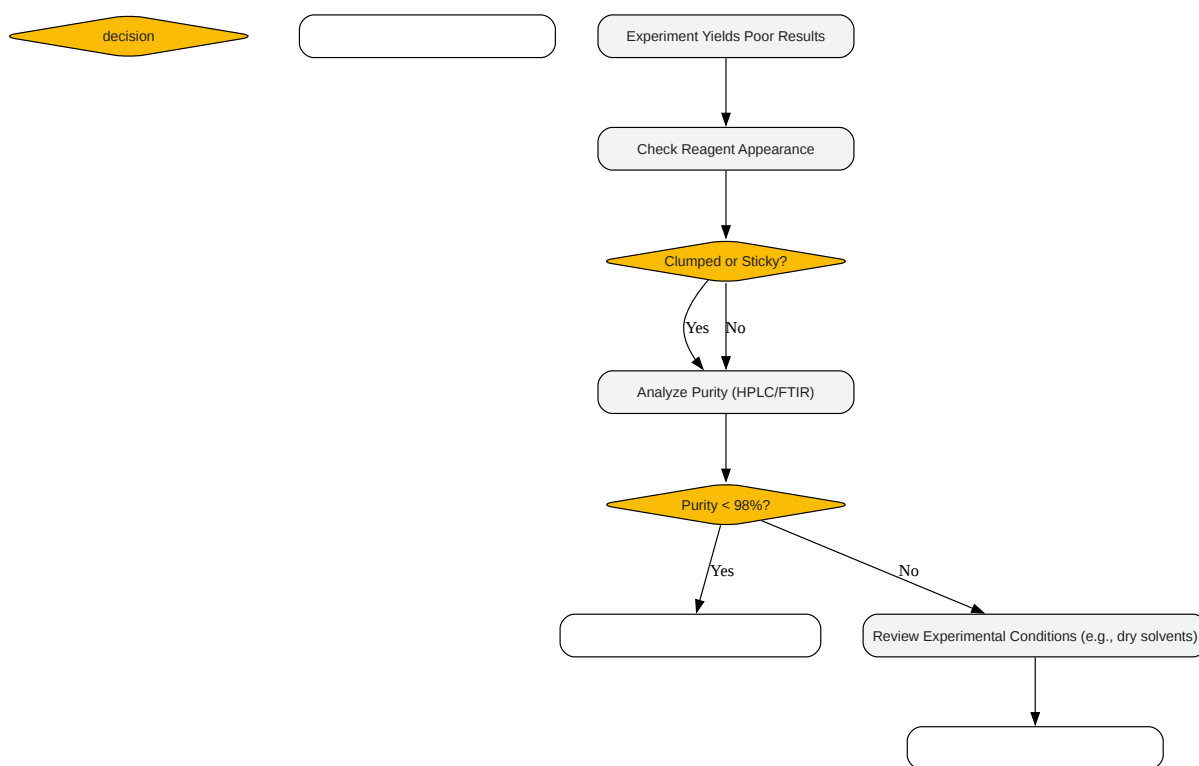 decision
Experiment Yields Poor Results
Check Reagent Appearance
Clumped or Sticky?
Yes
No
Analyze Purity (HPLC/FTIR)
Purity < 98%?
Yes
No
Review Experimental Conditions (e.g., dry solvents)